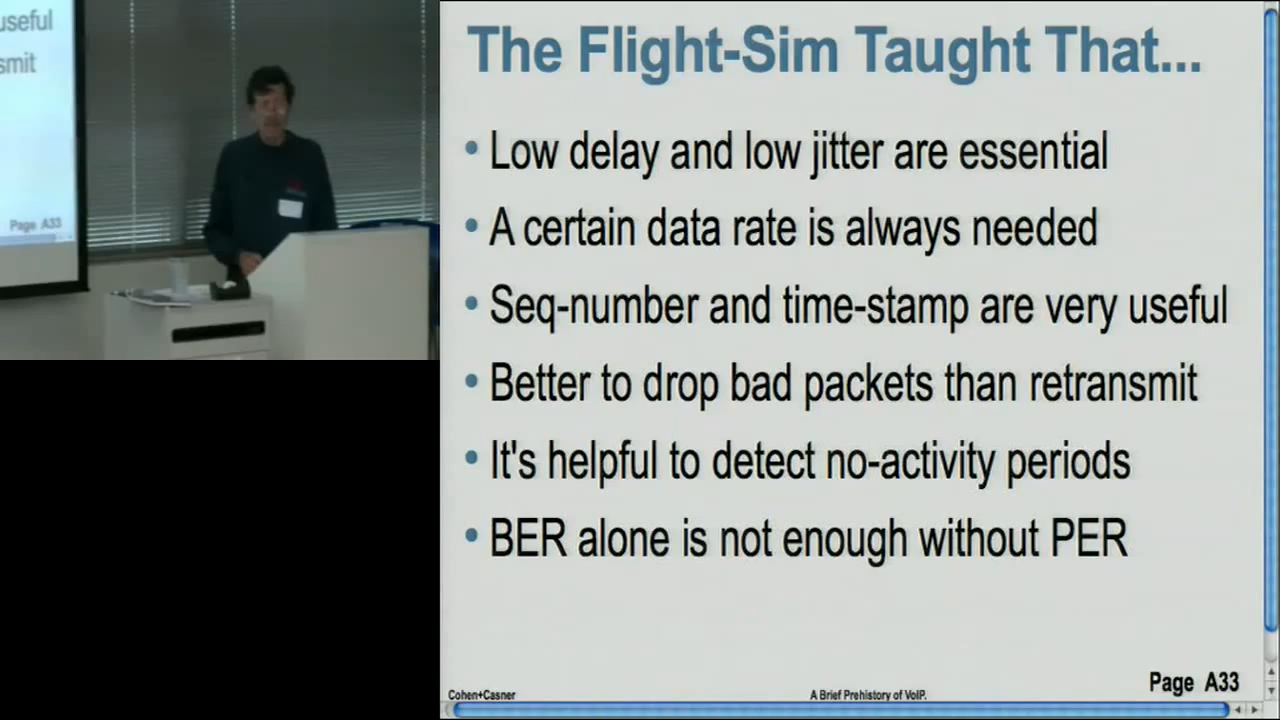 useful
smit
Page A33
The Flight-Sim Taught That...
• Low delay and low jitter are essential
• A certain data rate is always needed
• Seq-number and time-stamp are very useful
• Better to drop bad packets than retransmit
• It's helpful to detect no-activity periods
• BER alone is not enough without PER
Page A33
Cohen+Casner
A Brief Prehistory of VoIP.